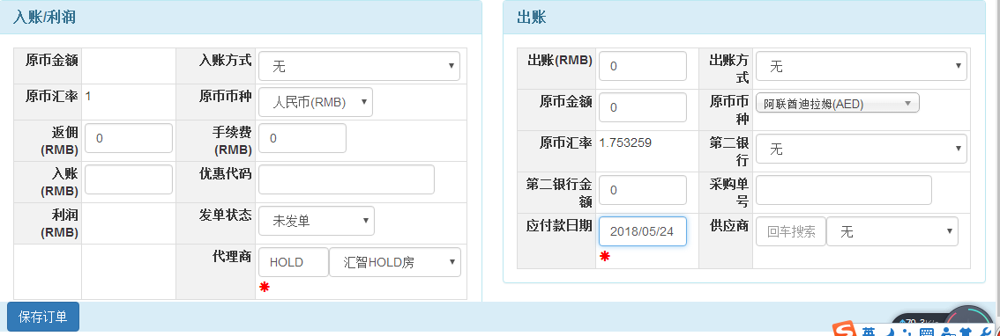 入账/利润
原币金额
入账方式
无
原币汇率
1
原币币种
人民币(RMB)
返佣
(RMB)
0
手续费
(RMB)
0
入账
(RMB)
优惠代码
利润
(RMB)
发单状态
未发单
代理商
HOLD
汇智HOLD房
*
出账
出账(RMB)
0
出账方
式
无
原币金额
0
原币币
种
阿联酋迪拉姆(AED)
原币汇率
1.753259
第二银
行
无
第二银行金
额
0
采购单
号
应付款日期
2018/05/24
*
供应商
回车搜索
无
保存订单
英